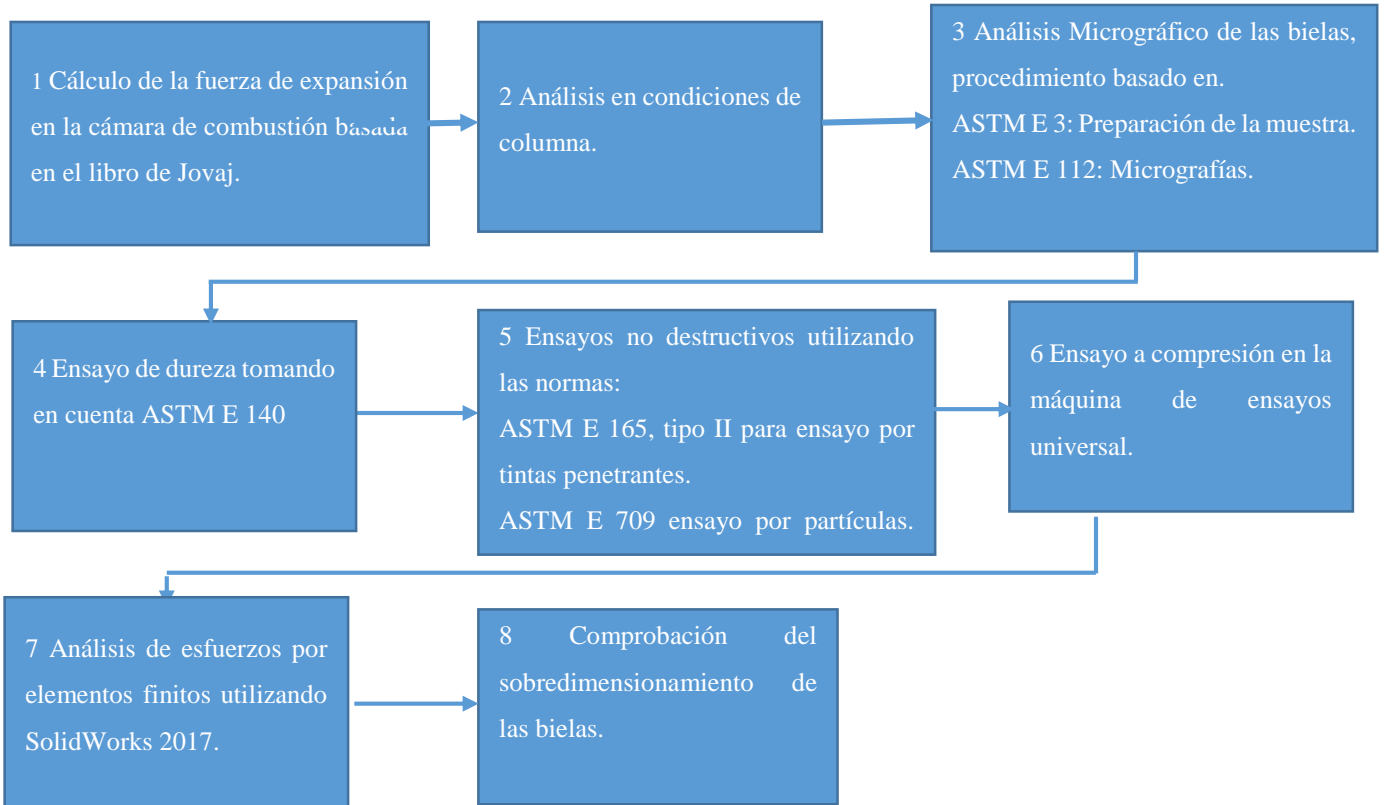 1 Cálculo de la fuerza de expansión
en la cámara de combustión basada
en el libro de Jovaj.
2 Análisis en condiciones de
columna.
3 Análisis Micrográfico de las bielas,
procedimiento basado en.
ASTM E 3: Preparación de la muestra.
ASTM E 112: Micrografías.
4 Ensayo de dureza tomando
en cuenta ASTM E 140
5 Ensayos no destructivos utilizando
las normas:
ASTM E 165, tipo II para ensayo por
tintas penetrantes.
ASTM E 709 ensayo por partículas.
6 Ensayo a compresión en la
máquina de ensayos
universal.
7 Análisis de esfuerzos por
elementos finitos utilizando
SolidWorks 2017.
8 Comprobación del
sobredimensionamiento de
las bielas.